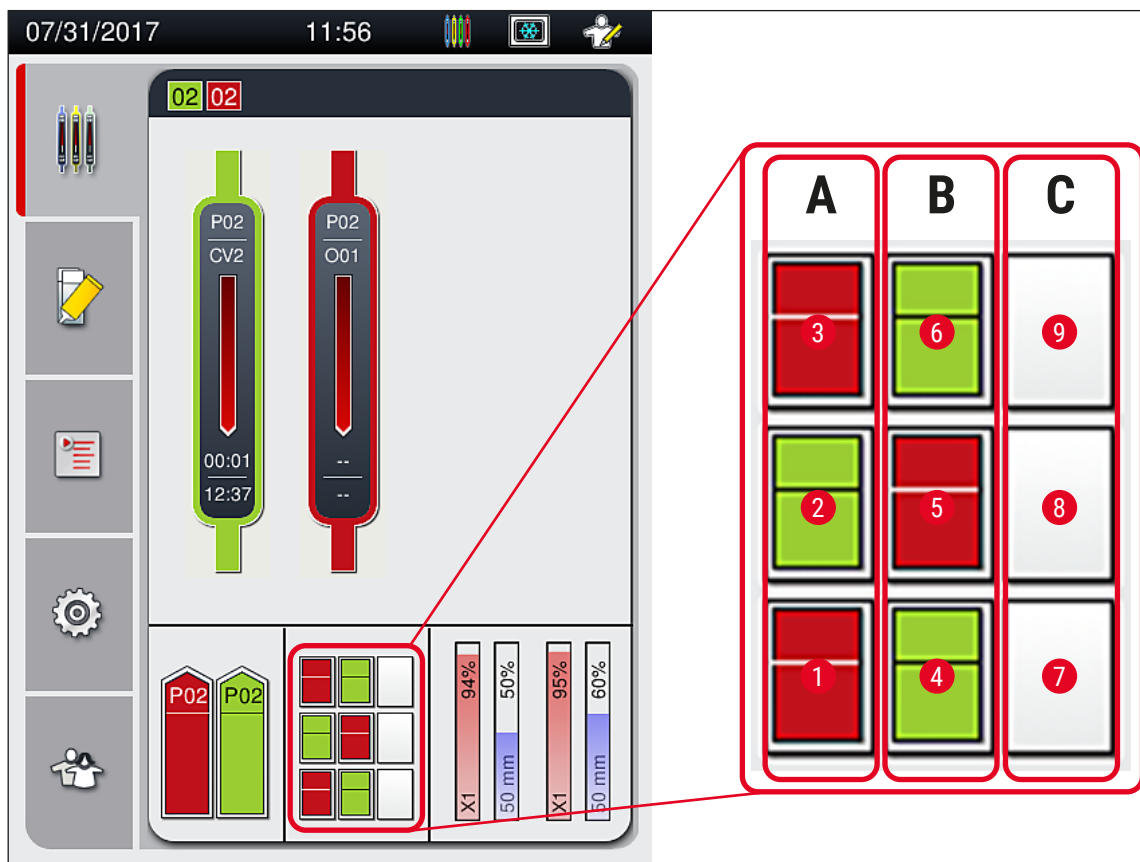 07/31/2017 11:56
02 02
P02 P02
CV2 O01
00:01 --
12:37 --
P02 P02
X1 94%
50 mm 50%
X1 95%
50 mm 60%
A B C
3 6 9
2 5 8
1 4 7